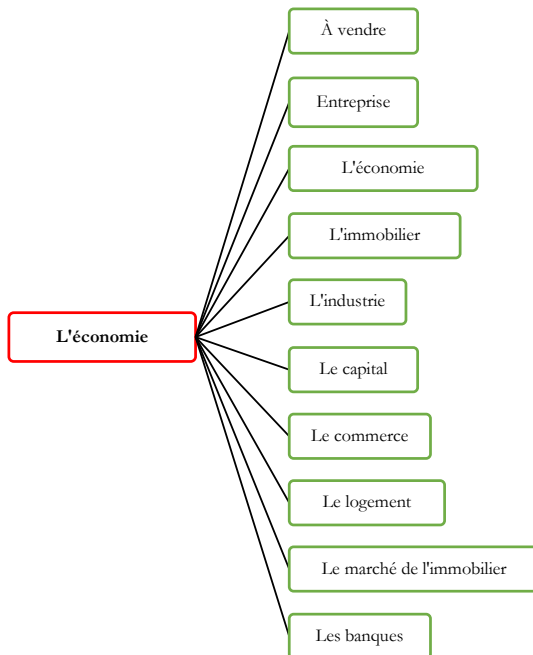 À vendre
Entreprise
L'économie
L'immobilier
L'industrie
L'économie
Le capital
Le commerce
Le logement
Le marché de l'immobilier
Les banques